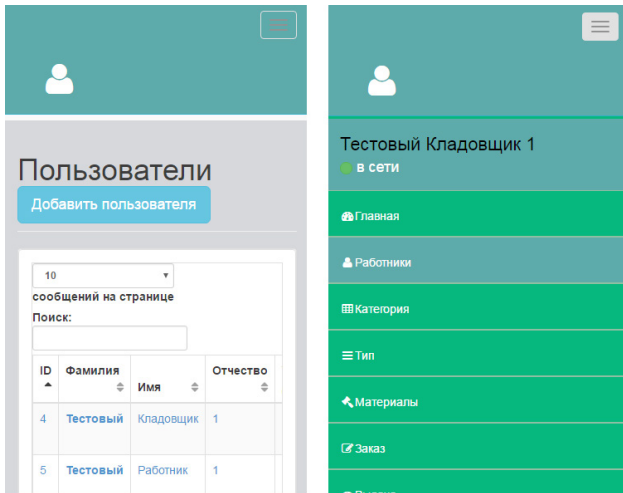 Пользователи
Добавить пользователя
10
сообщений на странице
Поиск:
ID Фамилия Имя Отчество
4 Тестовый Кладовщик 1
5 Тестовый Работник 1
Тестовый Кладовщик 1
в сети
Главная
Работники
Категория
Тип
Материалы
Заказ